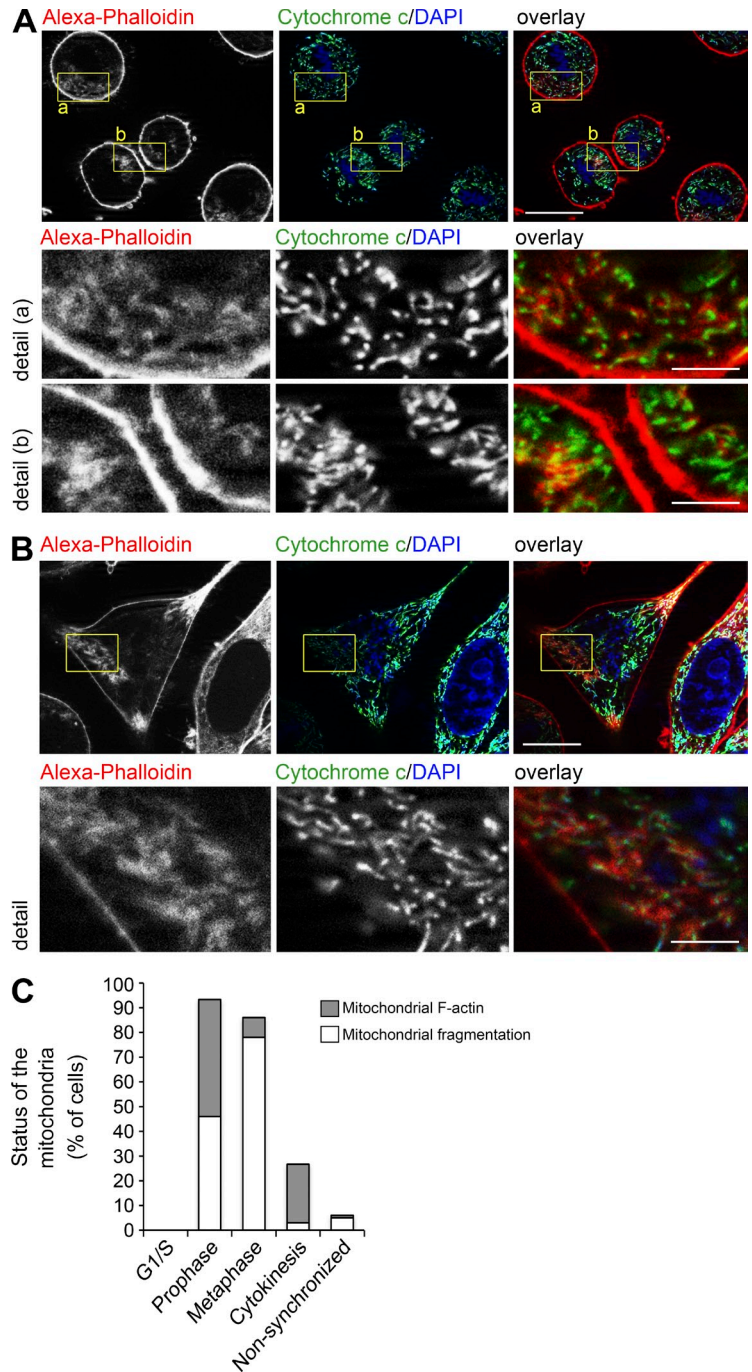 A
Alexa-Phalloidin
Cytochrome c/DAPI
overlay
a
a
a
b
b
b
Alexa-Phalloidin
Cytochrome c/DAPI
overlay
detail (a)
detail (b)
B
Alexa-Phalloidin
Cytochrome c/DAPI
overlay
Alexa-Phalloidin
Cytochrome c/DAPI
overlay
detail
C
Status of the
mitochondria
(% of cells)
100
90
80
70
60
50
40
30
20
10
0
Mitochondrial F-actin
Mitochondrial fragmentation
G1/S
Prophase
Metaphase
Cytokinesis
Non-synchronized